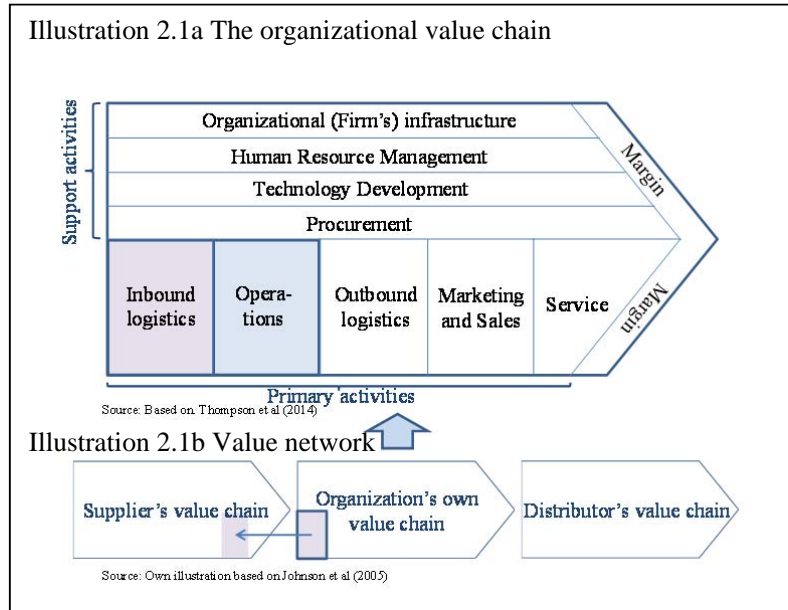 Illustration 2.1a The organizational value chain
Support activities
Organizational (Firm's) infrastructure
Human Resource Management
Technology Development
Procurement
Margin
Inbound
logistics
Opera-
tions
Outbound
logistics
Marketing
and Sales
Service
Margin
Primary activities
Source: Based on. Thompson et al (2014)
Illustration 2.1b Value network
Supplier's value chain
Organization's own
value chain
Distributor's value chain
Source: Own illustration based on Johnson et al (2005)